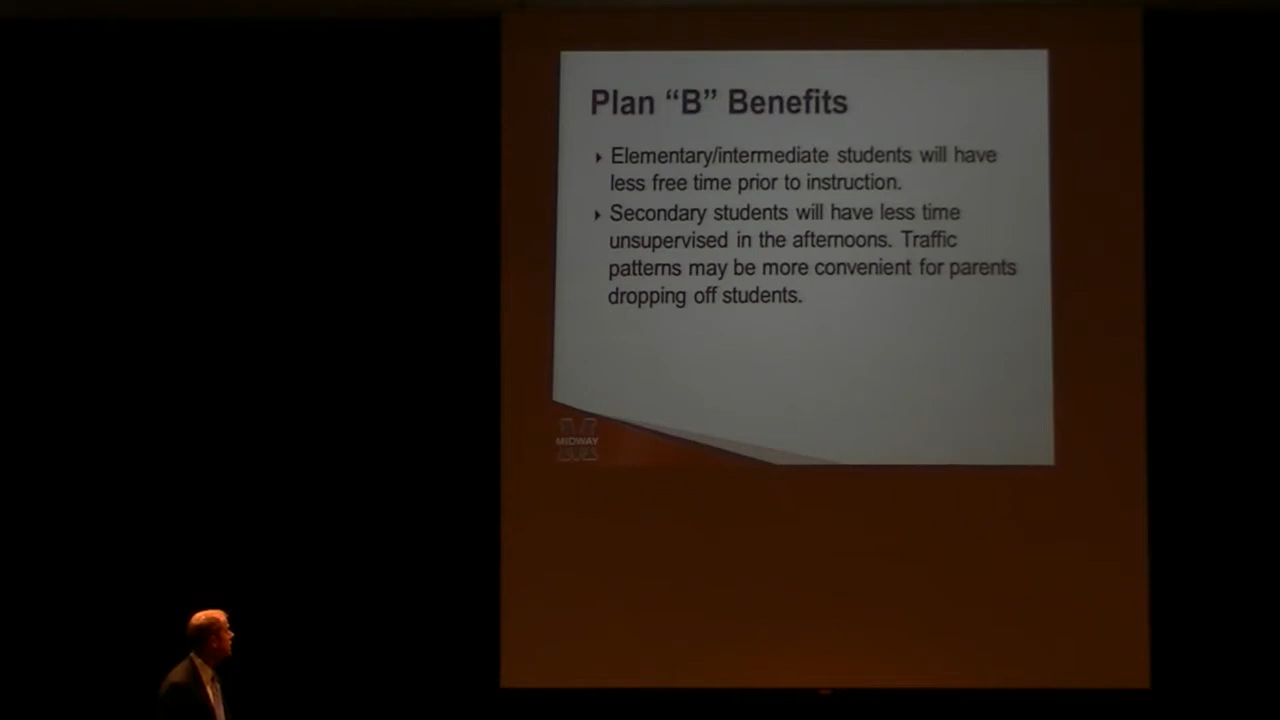 Plan “B” Benefits
Elementary/intermediate students will have
less free time prior to instruction.
Secondary students will have less time
unsupervised in the afternoons. Traffic
patterns may be more convenient for parents
dropping off students.
M
MIDWAY